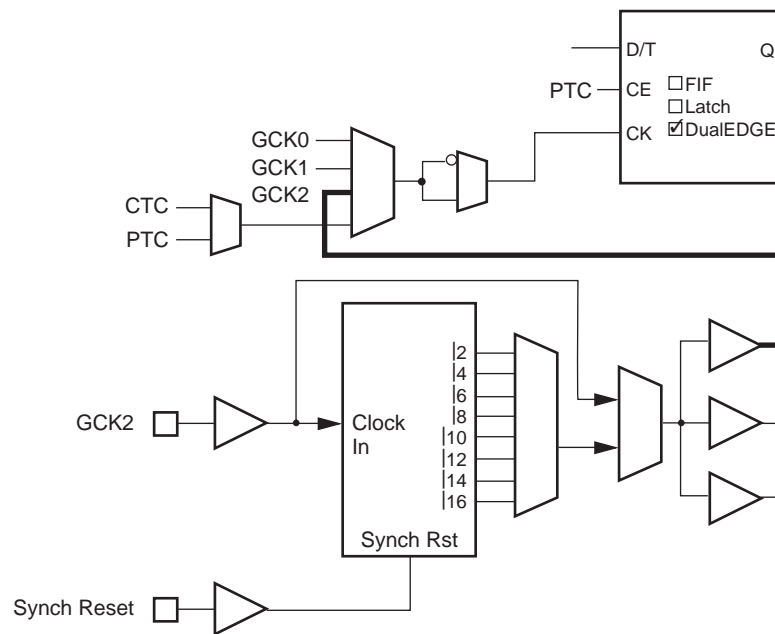 D/T
Q
PTC
CE
FIF
Latch
DualEDGE
CK
GCK0
GCK1
GCK2
CTC
PTC
GCK2
Clock
In
|2
|4
|6
|8
|10
|12
|14
|16
Synch Rst
Synch Reset